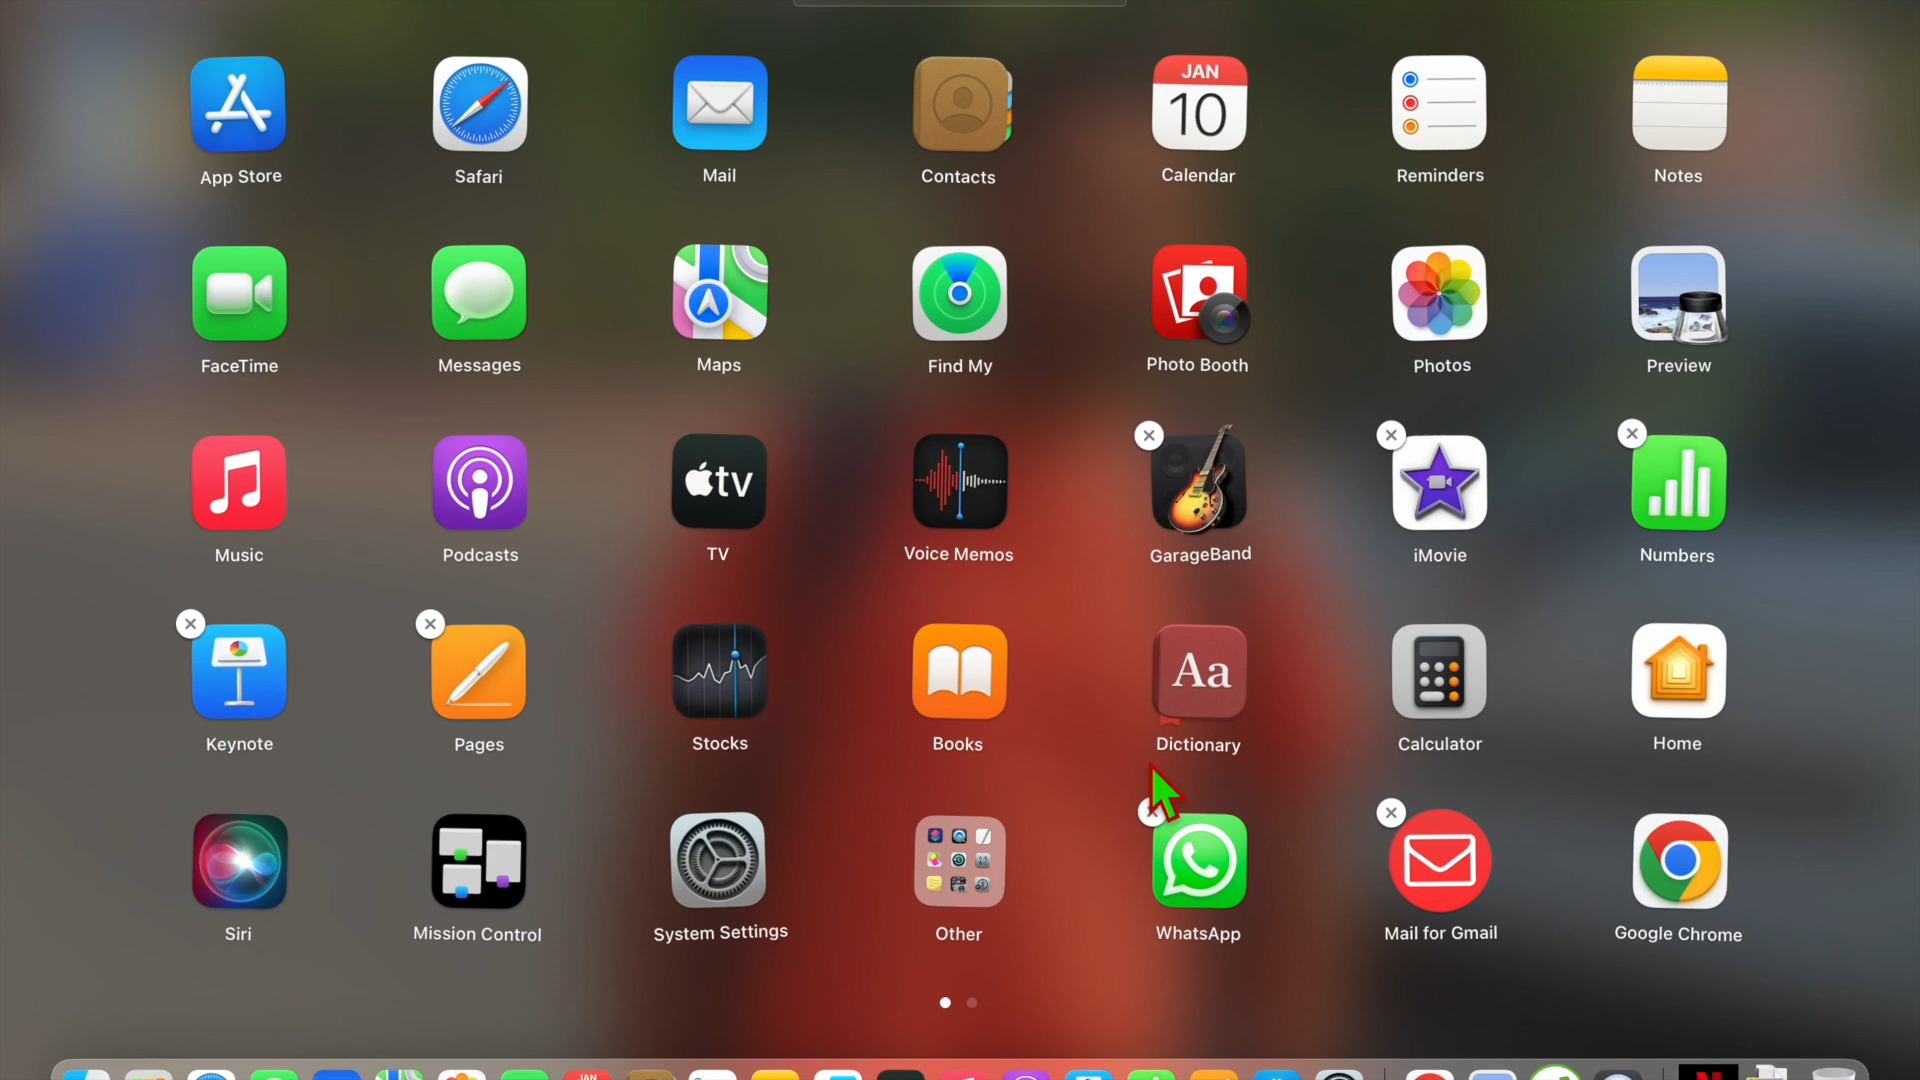 JAN
10
App Store
Safari
Mail
Contacts
Calendar
Reminders
Notes
FaceTime
Messages
Maps
Find My
Photo Booth
Photos
Preview
tv
Music
Podcasts
TV
Voice Memos
GarageBand
iMovie
Numbers
Aa
Keynote
Pages
Stocks
Books
Dictionary
Calculator
Home
Siri
Mission Control
System Settings
Other
WhatsApp
Mail for Gmail
Google Chrome
JAN